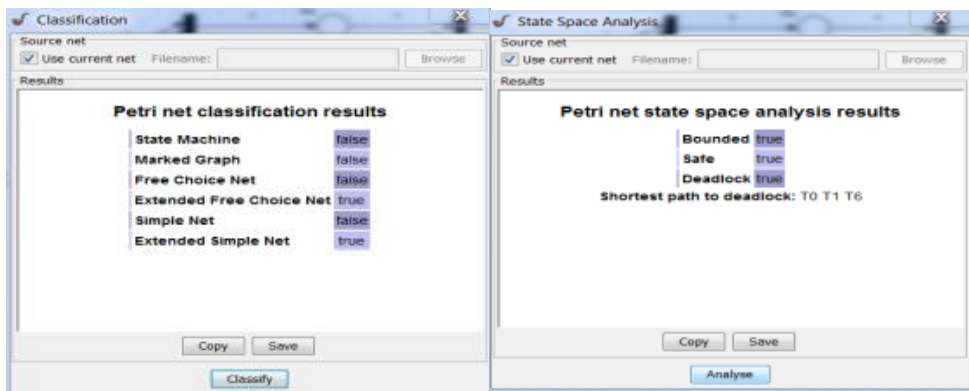 Classification
Source net
Use current net Filename: Browse
Results
Petri net classification results
State Machine false
Marked Graph false
Free Choice Net false
Extended Free Choice Net true
Simple Net false
Extended Simple Net true
Copy Save
Classify
State Space Analysis
Source net
Use current net Filename: Browse
Results
Petri net state space analysis results
Bounded true
Safe true
Deadlock true
Shortest path to deadlock: T0 T1 T6
Copy Save
Analyse